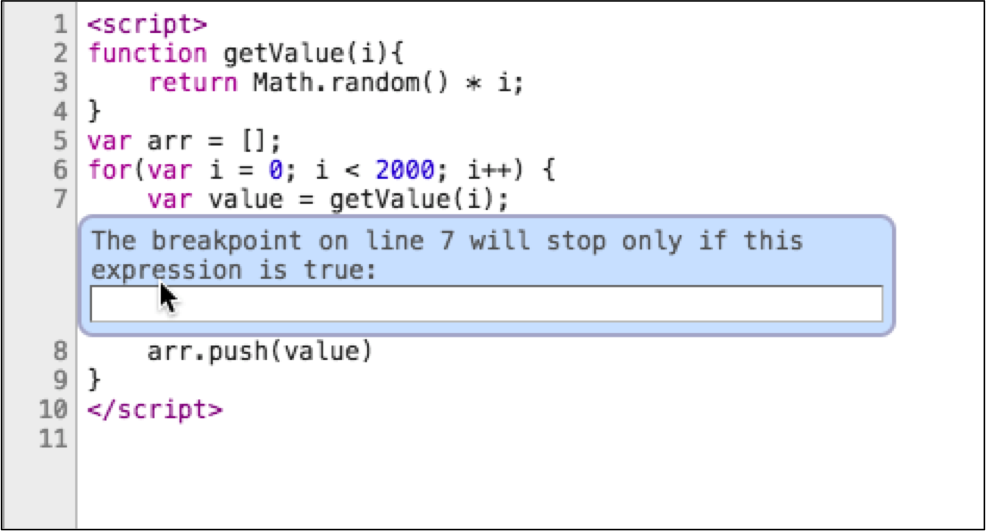 1 <script>
2 function getValue(i){
3     return Math.random() * i;
4 }
5 var arr = [];
6 for(var i = 0; i < 2000; i++) {
7     var value = getValue(i);
The breakpoint on line 7 will stop only if this
expression is true:
8     arr.push(value)
9 }
10 </script>
11